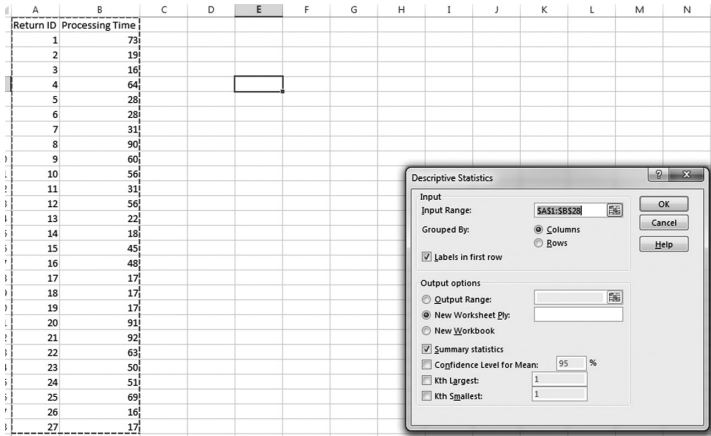 A B C D E F G H I J K L M N
Return ID Processing Time
1 73
2 19
3 16
4 64
5 28
6 28
7 31
8 90
9 60
10 56
11 31
12 56
13 22
14 18
15 45
16 48
17 17
18 17
19 17
20 91
21 92
22 63
23 50
24 51
25 69
26 16
27 17
Descriptive Statistics
?
Input
Input Range: $A$1:$B$28
Grouped By: Columns
Rows
Labels in first row
OK
Cancel
Help
Output options
Output Range:
New Worksheet Ply:
New Workbook
Summary statistics
Confidence Level for Mean: 95 %
Kth Largest: 1
Kth Smallest: 1